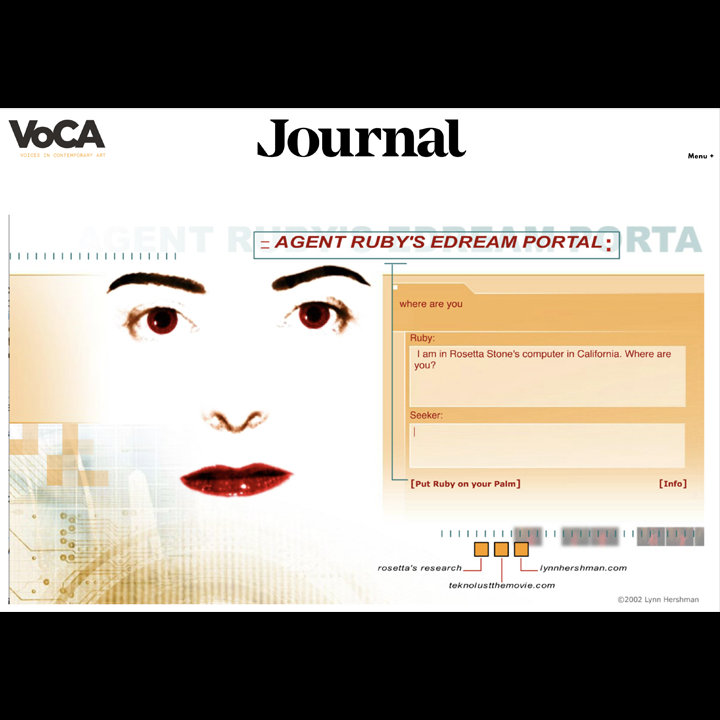 VoCA
VOICES IN CONTEMPORARY ART
Journal
Menu +
AGENT RUBY'S EDREAM PORTA
= AGENT RUBY'S EDREAM PORTAL:
where are you
Ruby:
I am in Rosetta Stone's computer in California. Where are
you?
Seeker:
[Put Ruby on your Palm]
[Info]
rosetta's research
lynnhershman.com
teknolustthemovie.com
©2002 Lynn Hershman